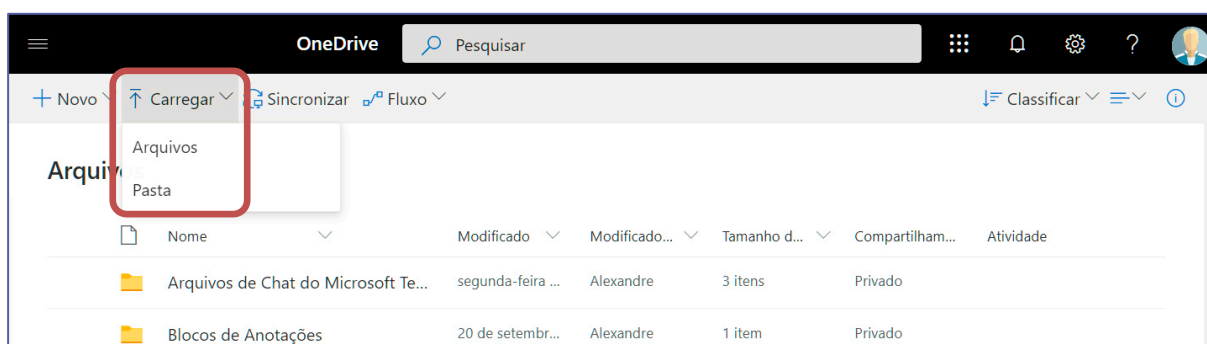 OneDrive Pesquisar ?
+ Novo Carregar Sincronizar Fluxo Classificar
Arquivos
Pasta
Nome Modificado Modificado... Tamanho d... Compartilham... Atividade
Arquivos de Chat do Microsoft Te... segunda-feira ... Alexandre 3 itens Privado
Blocos de Anotações 20 de setembr... Alexandre 1 item Privado